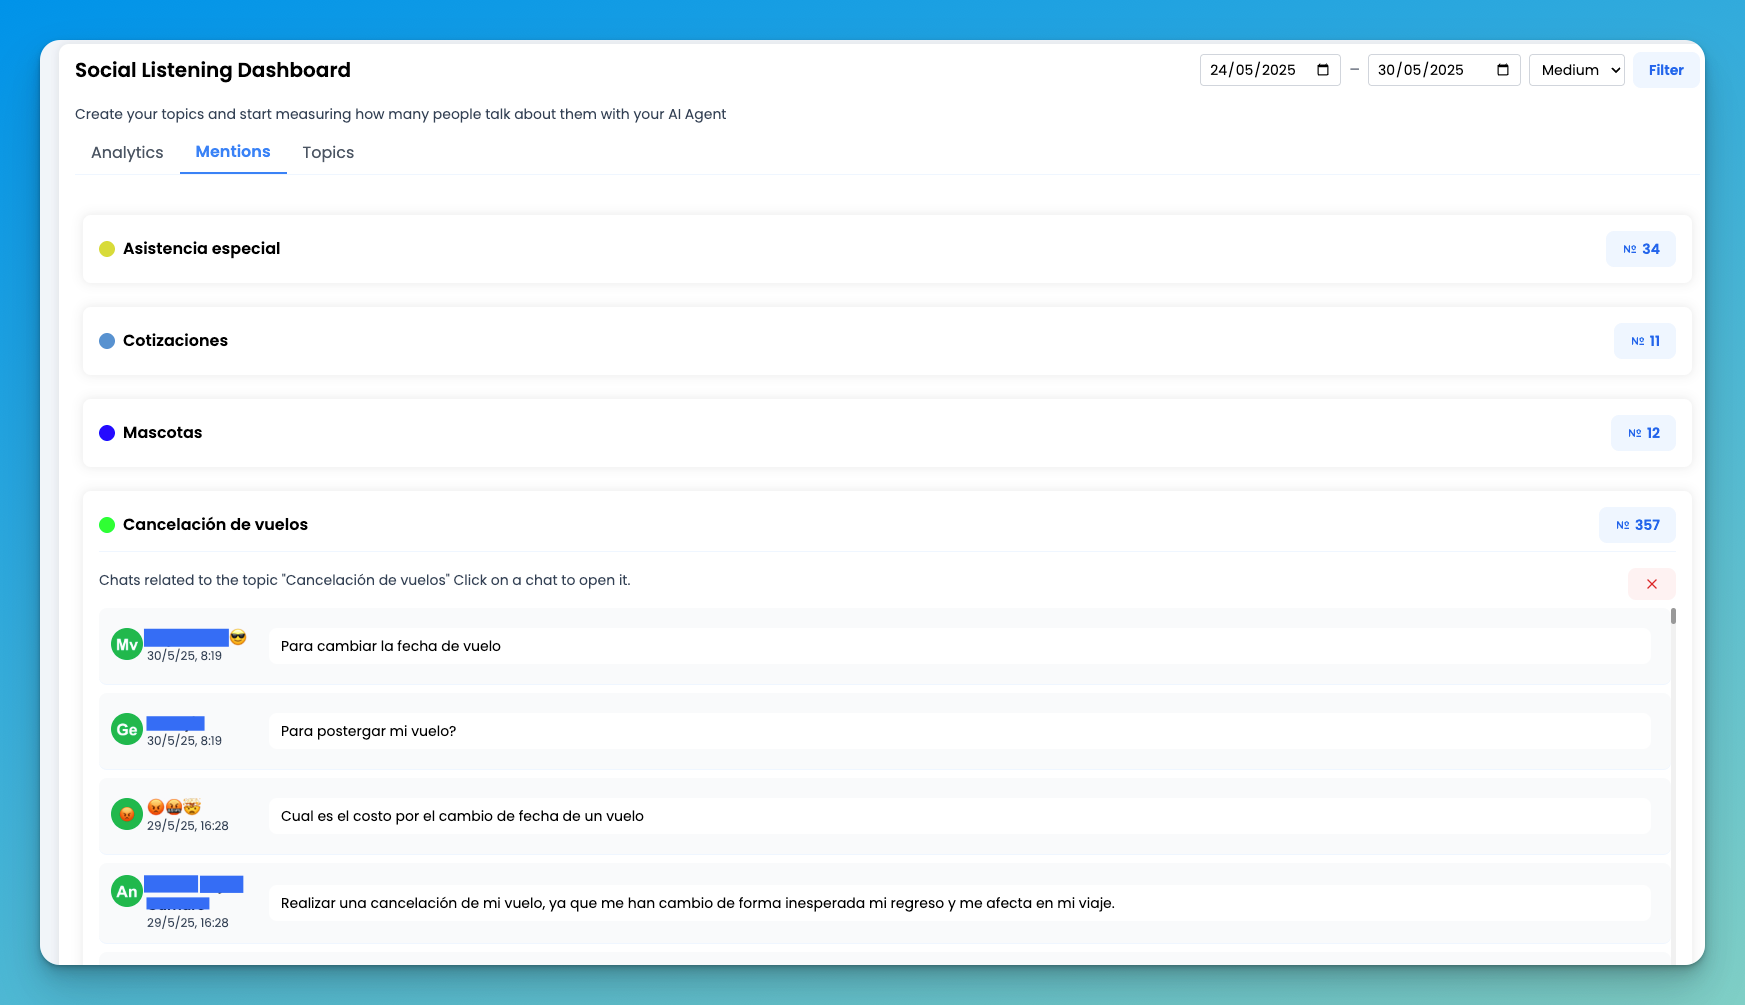 Social Listening Dashboard
24/05/2025 – 30/05/2025 Medium Filter
Create your topics and start measuring how many people talk about them with your AI Agent
Analytics Mentions Topics
Asistencia especial Nº 34
Cotizaciones Nº 11
Mascotas Nº 12
Cancelación de vuelos Nº 357
Chats related to the topic "Cancelación de vuelos" Click on a chat to open it.
Mv 😎
30/5/25, 8:19
Para cambiar la fecha de vuelo
Ge
30/5/25, 8:19
Para postergar mi vuelo?
😡 😡🤬🤯
29/5/25, 16:28
Cual es el costo por el cambio de fecha de un vuelo
An
29/5/25, 16:28
Realizar una cancelación de mi vuelo, ya que me han cambio de forma inesperada mi regreso y me afecta en mi viaje.